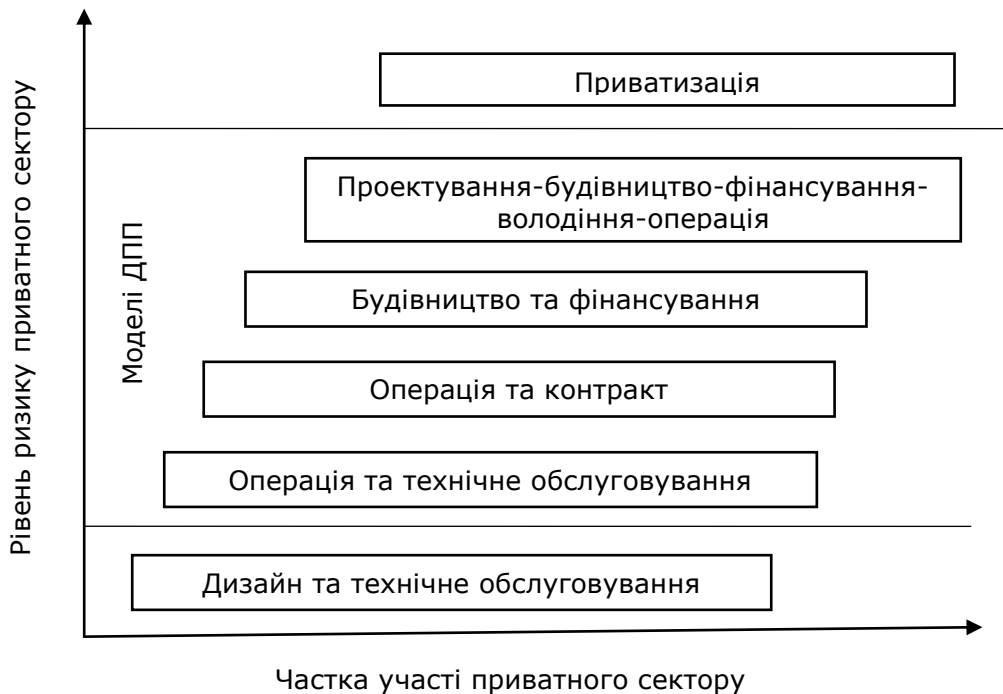 Рівень ризику приватного сектору
Моделі ДПП
Приватизація
Проектування-будівництво-фінансування-
володіння-операція
Будівництво та фінансування
Операція та контракт
Операція та технічне обслуговування
Дизайн та технічне обслуговування
Частка участі приватного сектору